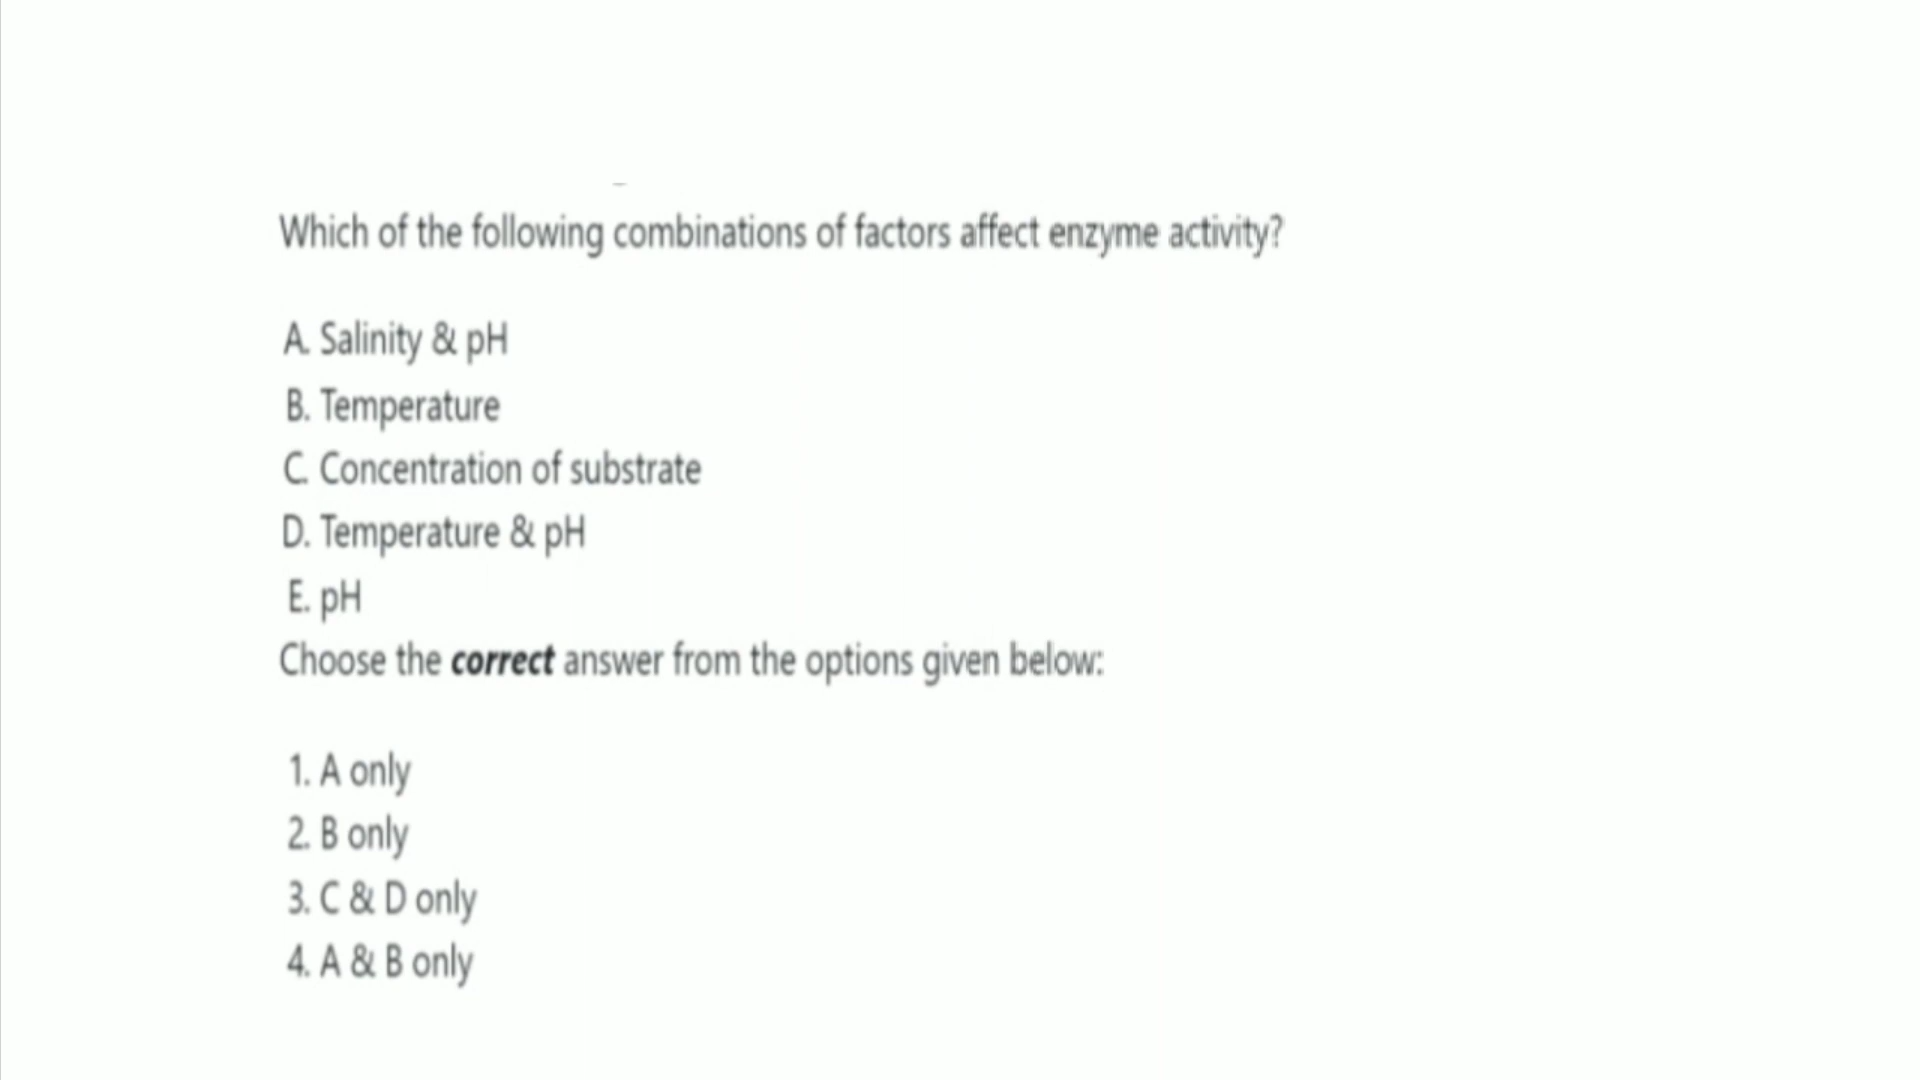 Which of the following combinations of factors affect enzyme activity?
A. Salinity & pH
B. Temperature
C. Concentration of substrate
D. Temperature & pH
E. pH
Choose the correct answer from the options given below:
1. A only
2. B only
3. C & D only
4. A & B only